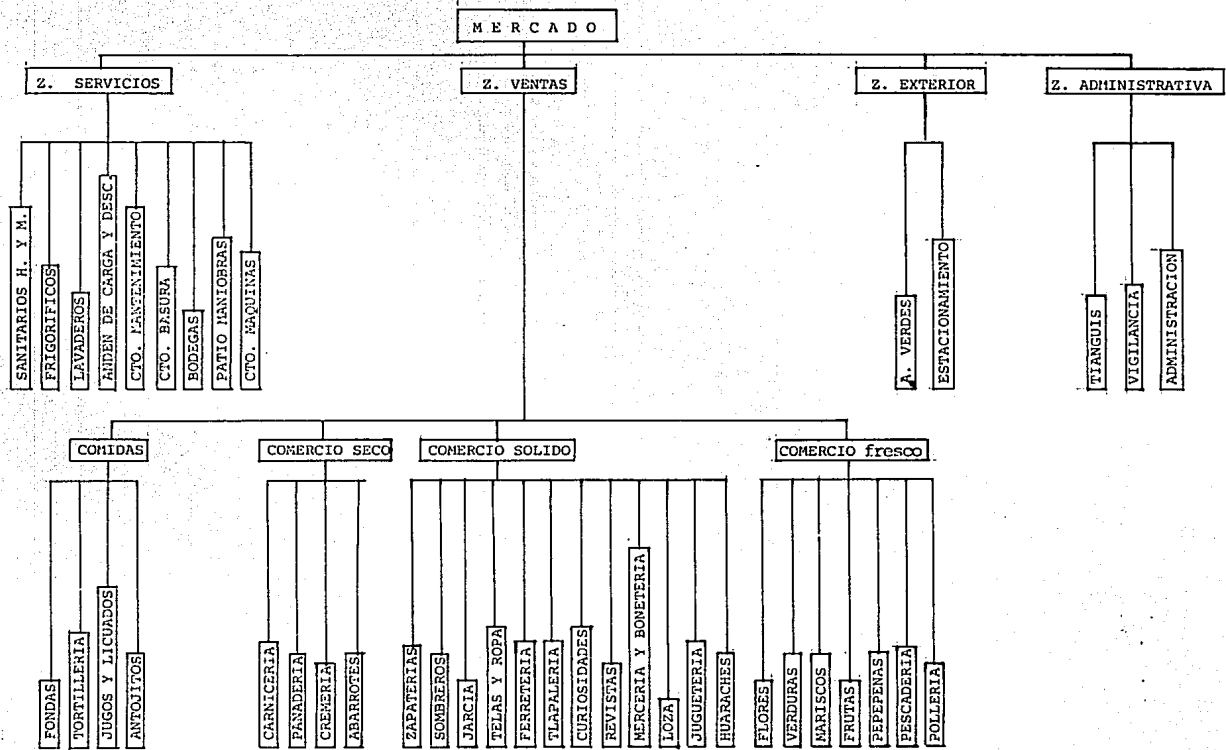 M E R C A D O
Z. SERVICIOS
Z. VENTAS
Z. EXTERIOR
Z. ADMINISTRATIVA
SANITARIOS H. Y M.
FRIGORIFICOS
LAVADEROS
ANDEN DE CARGA Y DESC.
CTO. MANTENIMIENTO
CTO. BASURA
BODEGAS
PATIO MANIOBRAS
CTO. MAQUINAS
A. VERDES
ESTACIONAMIENTO
TIANGUIS
VIGILANCIA
ADMINISTRACION
COMIDAS
COMERCIO SECO
COMERCIO SOLIDO
COMERCIO fresco
FONDAS
TORTILLERIA
JUGOS Y LICUADOS
ANTOJITOS
CARNICERIA
PANADERIA
CREMERIA
ABARROTES
ZAPATERIAS
SOMBREROS
JARCIA
TELAS Y ROPA
FERRETERIA
TLAPALERIA
CURIOSIDADES
REVISTAS
MERCERIA Y BONETERIA
LOZA
JUGUETERIA
HUARACHES
FLORES
VERDURAS
MARISCOS
FRUTAS
PEPEPENAS
PESCADERIA
POLLERIA